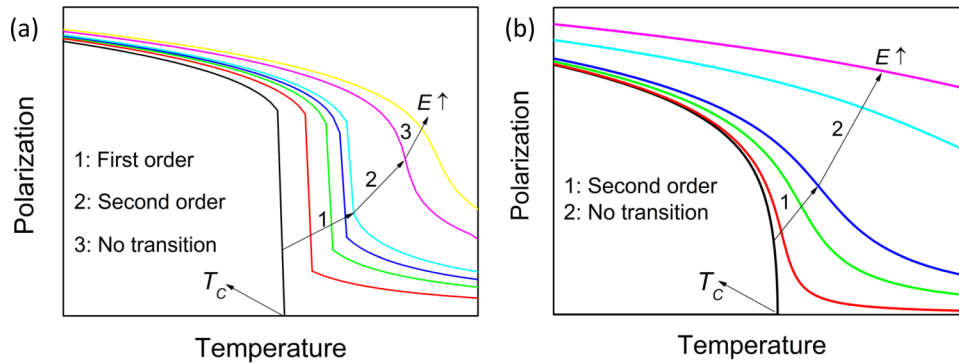 (a)
Polarization
1: First order
2: Second order
3: No transition
1
2
3
E ↑
T_C
Temperature
(b)
Polarization
1: Second order
2: No transition
1
2
E ↑
T_C
Temperature